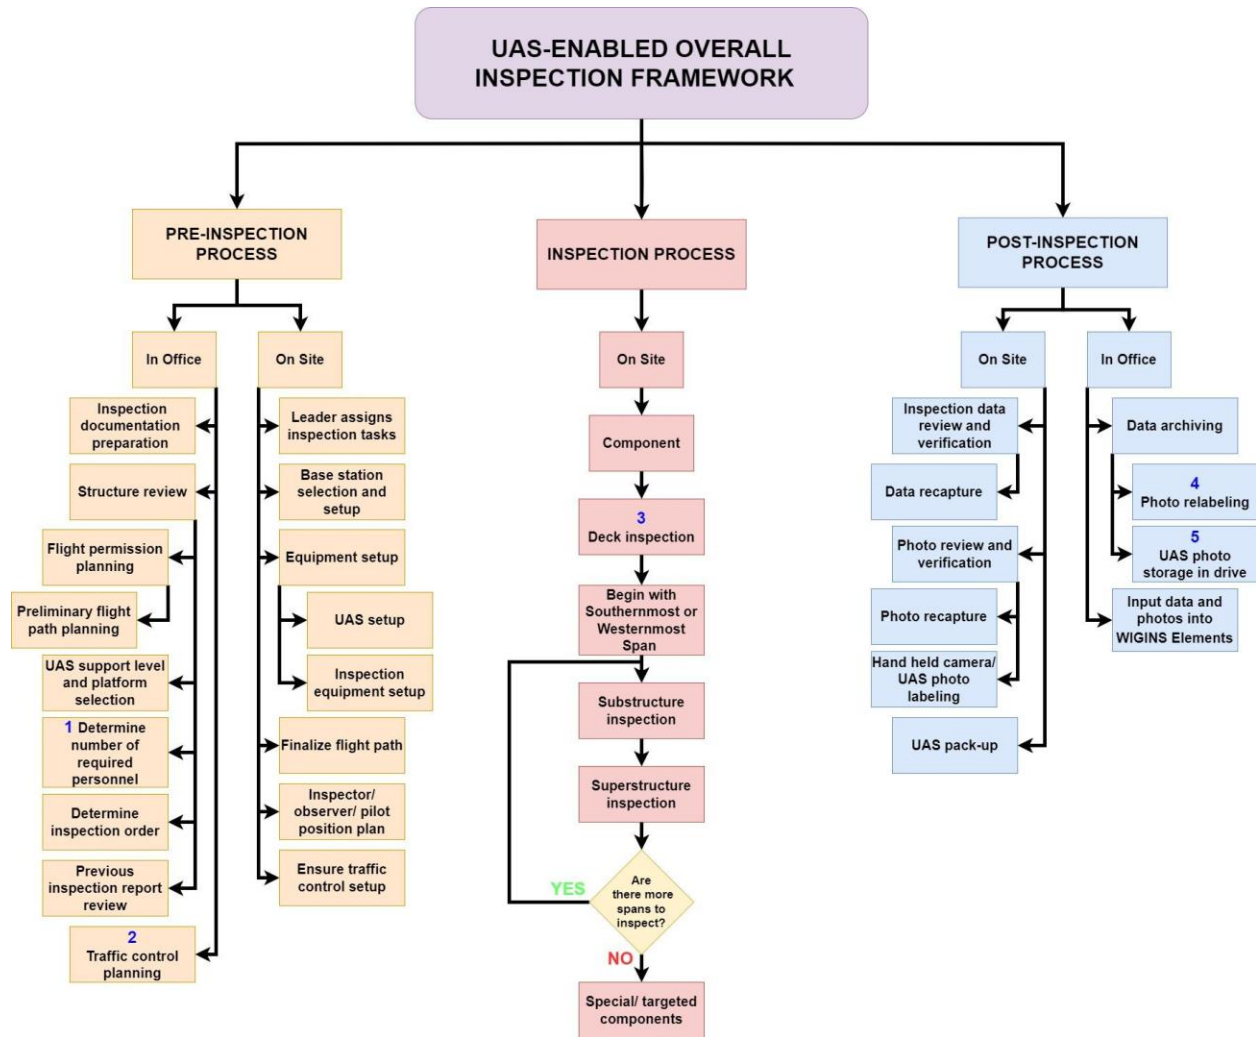 UAS-ENABLED OVERALL
INSPECTION FRAMEWORK
PRE-INSPECTION
PROCESS
In Office
Inspection
documentation
preparation
Structure review
Flight permission
planning
Preliminary flight
path planning
UAS support level
and platform
selection
1 Determine
number of
required
personnel
Determine
inspection order
Previous
inspection report
review
2
Traffic control
planning
On Site
Leader assigns
inspection tasks
Base station
selection and
setup
Equipment setup
UAS setup
Inspection
equipment setup
Finalize flight path
Inspector/
observer/ pilot
position plan
Ensure traffic
control setup
INSPECTION PROCESS
On Site
Component
3
Deck inspection
Begin with
Southernmost or
Westernmost
Span
Substructure
inspection
Superstructure
inspection
Are
there more
spans to
inspect?
YES
NO
Special/ targeted
components
POST-INSPECTION
PROCESS
On Site
Inspection data
review and
verification
Data recapture
Photo review and
verification
Photo recapture
Hand held camera/
UAS photo
labeling
UAS pack-up
In Office
Data archiving
4
Photo relabeling
5
UAS photo
storage in drive
Input data and
photos into
WIGINS Elements